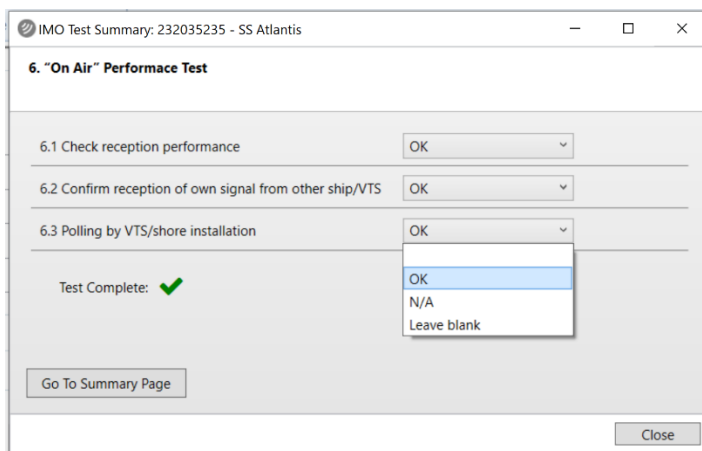 IMO Test Summary: 232035235 - SS Atlantis
6. “On Air” Performace Test
6.1 Check reception performance OK
6.2 Confirm reception of own signal from other ship/VTS OK
6.3 Polling by VTS/shore installation OK
OK
N/A
Leave blank
Test Complete:
Go To Summary Page
Close